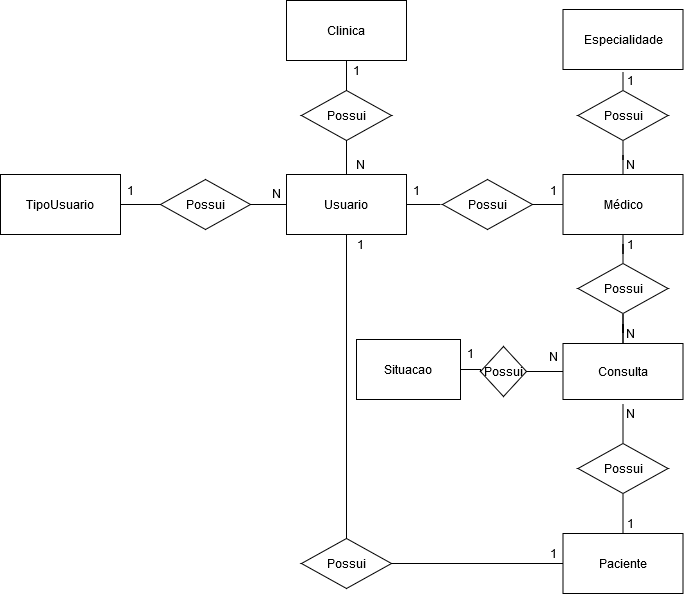 Clinica
Especialidade
1
1
Possui
Possui
N
N
TipoUsuario
1
Possui
N
Usuario
1
Possui
1
Médico
1
1
Possui
N
Situacao
1
Possui
N
Consulta
N
Possui
1
Possui
1
Paciente